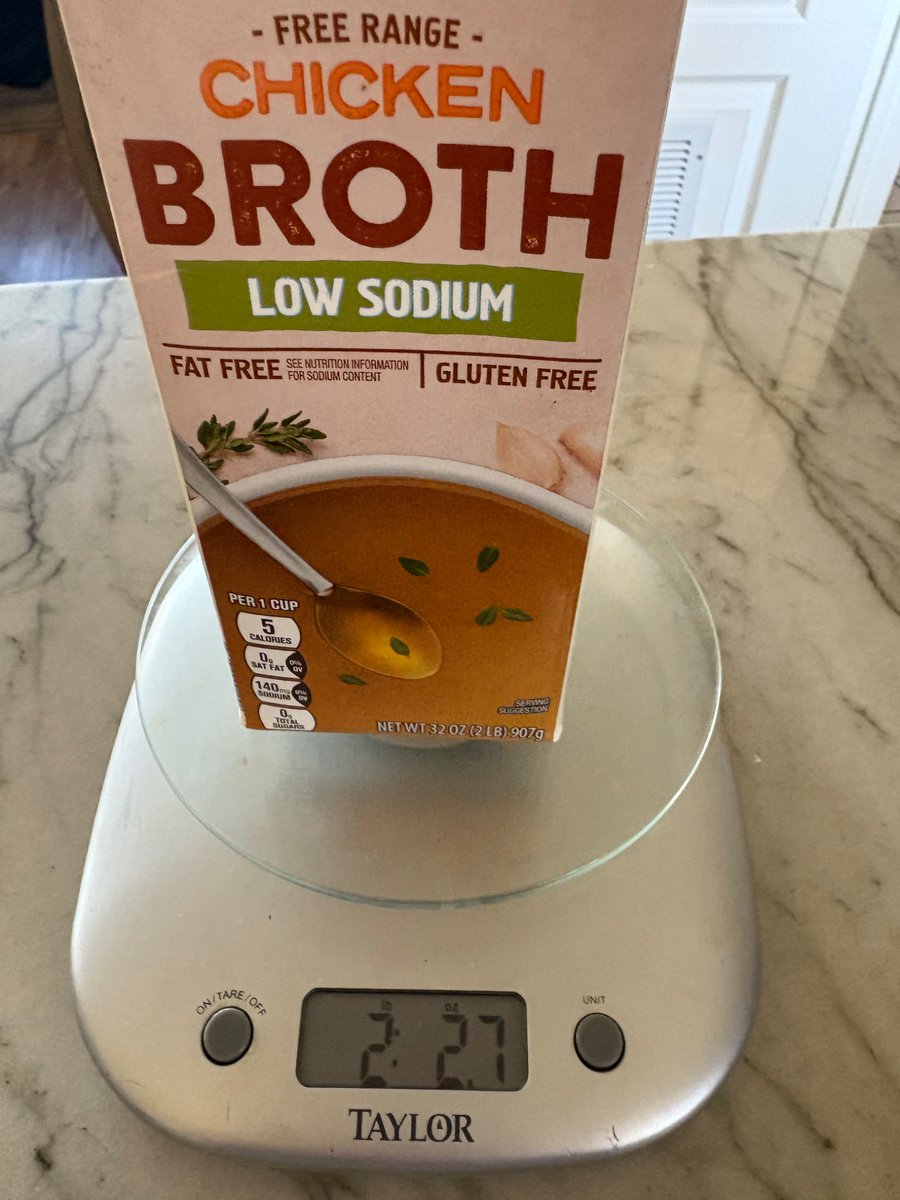 - FREE RANGE -
CHICKEN
BROTH
LOW SODIUM
FAT FREE
SEE NUTRITION INFORMATION
FOR SODIUM CONTENT
GLUTEN FREE
PER 1 CUP
5
CALORIES
0g
SAT FAT
0%
DV
140mg
SODIUM
6%
DV
0g
TOTAL
SUGARS
SERVING
SUGGESTION
NET WT 32 OZ (2 LB) 907g
ON / TARE / OFF
lb oz
2: 2.7
UNIT
TAYLOR